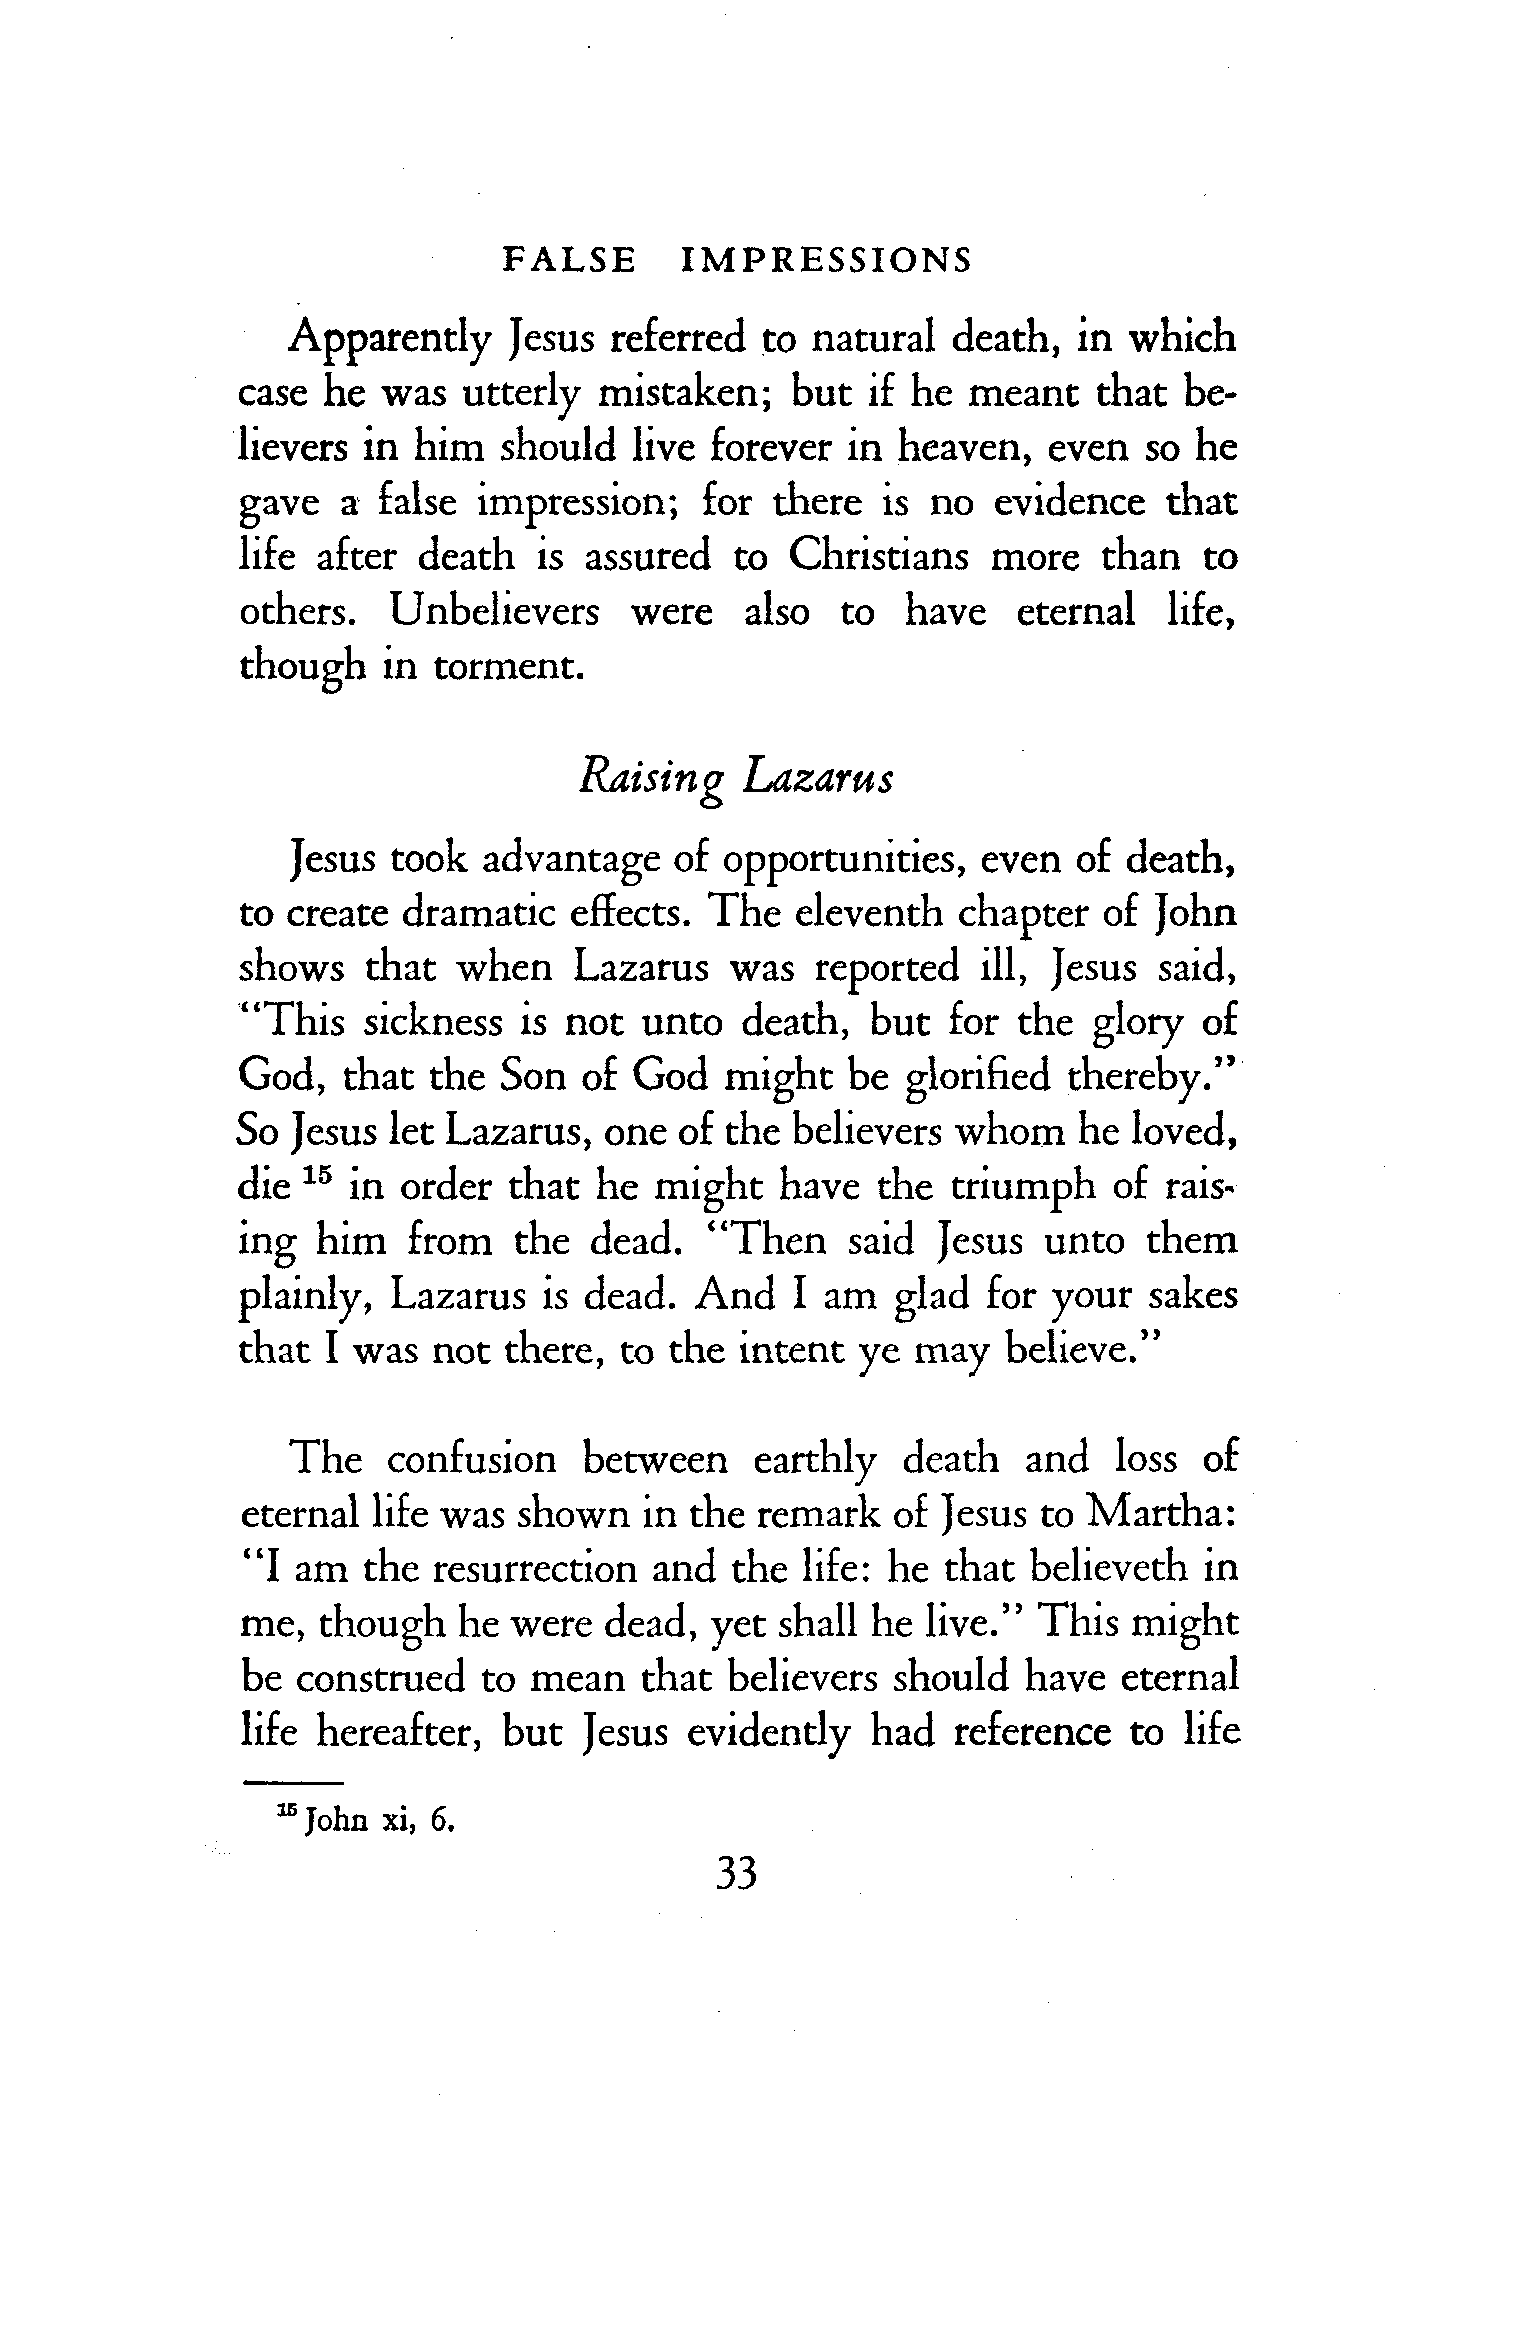 FALSE IMPRESSIONS
Apparently Jesus referred to natural death, in which
case he was utterly mistaken; but if he meant that be-
lievers in him should live forever in heaven, even so he
gave a false impression; for there is no evidence that
life after death is assured to Christians more than to
others. Unbelievers were also to have eternal life,
though in torment.
Raising Lazarus
Jesus took advantage of opportunities, even of death,
to create dramatic effects. The eleventh chapter of John
shows that when Lazarus was reported ill, Jesus said,
“This sickness is not unto death, but for the glory of
God, that the Son of God might be glorified thereby.”
So Jesus let Lazarus, one of the believers whom he loved,
die 15 in order that he might have the triumph of rais-
ing him from the dead. “Then said Jesus unto them
plainly, Lazarus is dead. And I am glad for your sakes
that I was not there, to the intent ye may believe.”
The confusion between earthly death and loss of
eternal life was shown in the remark of Jesus to Martha:
“I am the resurrection and the life: he that believeth in
me, though he were dead, yet shall he live.” This might
be construed to mean that believers should have eternal
life hereafter, but Jesus evidently had reference to life
15 John xi, 6.
33